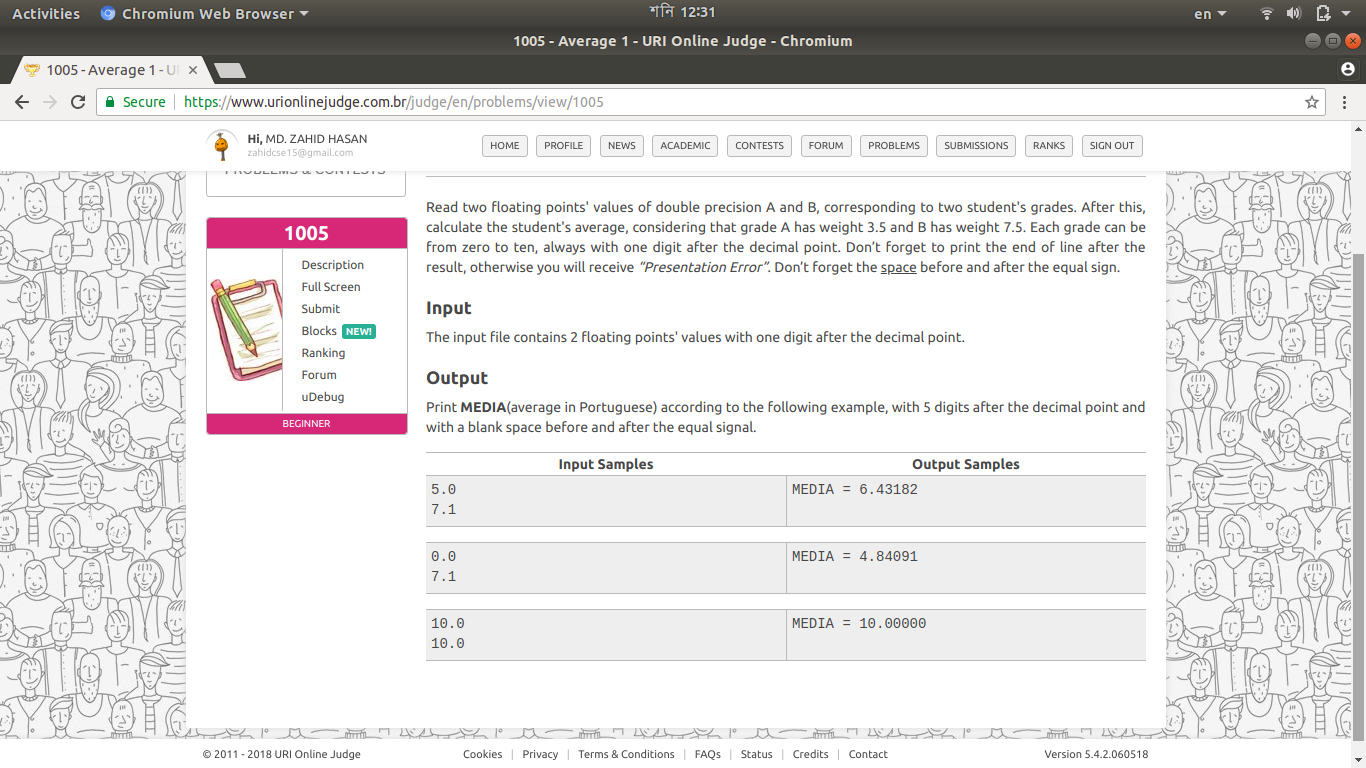 Activities Chromium Web Browser শনি 12:31 en
1005 - Average 1 - URI Online Judge - Chromium
1005 - Average 1 - U
Secure https://www.urionlinejudge.com.br/judge/en/problems/view/1005
Hi, MD. ZAHID HASAN
zahidcse15@gmail.com
HOME PROFILE NEWS ACADEMIC CONTESTS FORUM PROBLEMS SUBMISSIONS RANKS SIGN OUT
PROBLEMS & CONTESTS
1005
Description
Full Screen
Submit
Blocks NEW!
Ranking
Forum
uDebug
BEGINNER
Read two floating points' values of double precision A and B, corresponding to two student's grades. After this,
calculate the student's average, considering that grade A has weight 3.5 and B has weight 7.5. Each grade can be
from zero to ten, always with one digit after the decimal point. Don’t forget to print the end of line after the
result, otherwise you will receive “Presentation Error”. Don’t forget the space before and after the equal sign.
Input
The input file contains 2 floating points' values with one digit after the decimal point.
Output
Print MEDIA(average in Portuguese) according to the following example, with 5 digits after the decimal point and
with a blank space before and after the equal signal.
Input Samples Output Samples
5.0 MEDIA = 6.43182
7.1
0.0 MEDIA = 4.84091
7.1
10.0 MEDIA = 10.00000
10.0
© 2011 - 2018 URI Online Judge Cookies | Privacy | Terms & Conditions | FAQs | Status | Credits | Contact Version 5.4.2.060518